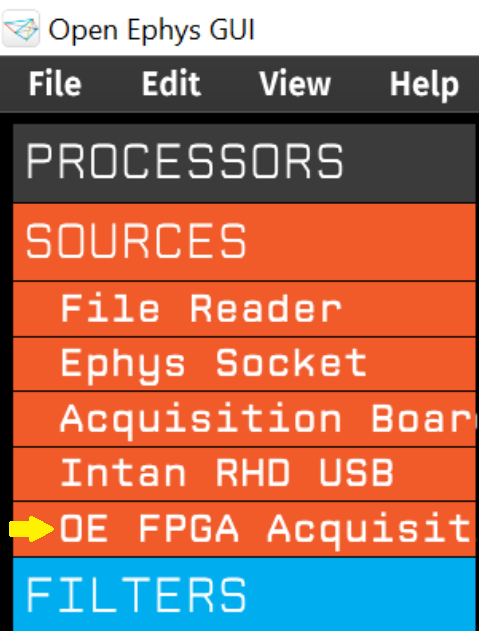 Open Ephys GUI
File Edit View Help
PROCESSORS
SOURCES
File Reader
Ephys Socket
Acquisition Boar
Intan RHD USB
OE FPGA Acquisit
FILTERS